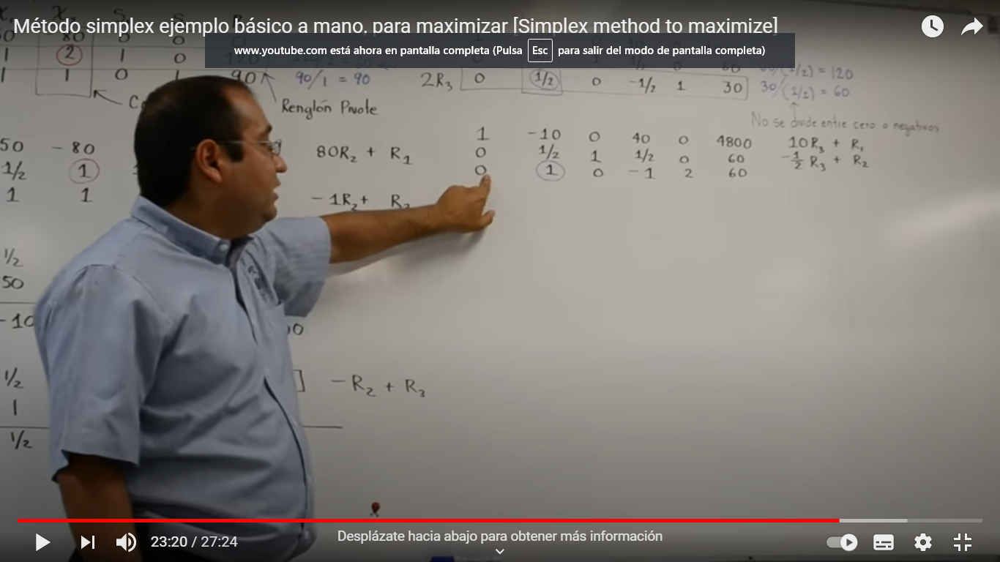 Método simplex ejemplo básico a mano, para maximizar [Simplex method to maximize]
www.youtube.com está ahora en pantalla completa (Pulsa Esc para salir del modo de pantalla completa)
- 80 0 0
1 2 1 0
1 1 0 1 90
90/1 = 90
Renglón Pivote
2R₃ 0 1/2 0 -1/2 1 30
60/(1/2) = 120
30/(1/2) = 60
No se divide entre cero o negativos
50 - 80
1/2 1
1 1
80R₂ + R₁
- 1R₂ + R₃
1 -10 0 40 0 4800 10R₃ + R₁
0 1/2 1 1/2 0 60 -1/2 R₃ + R₂
0 1 0 -1 2 60
1/2
50
-10
1/2
1
1/2
- R₂ + R₃
23:20 / 27:24
Desplázate hacia abajo para obtener más información